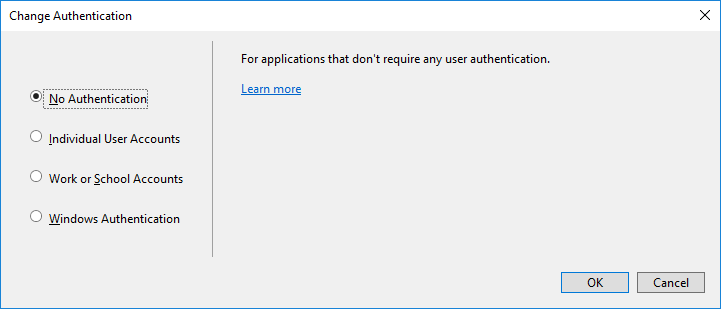 Change Authentication
No Authentication
Individual User Accounts
Work or School Accounts
Windows Authentication
For applications that don't require any user authentication.
Learn more
OK
Cancel